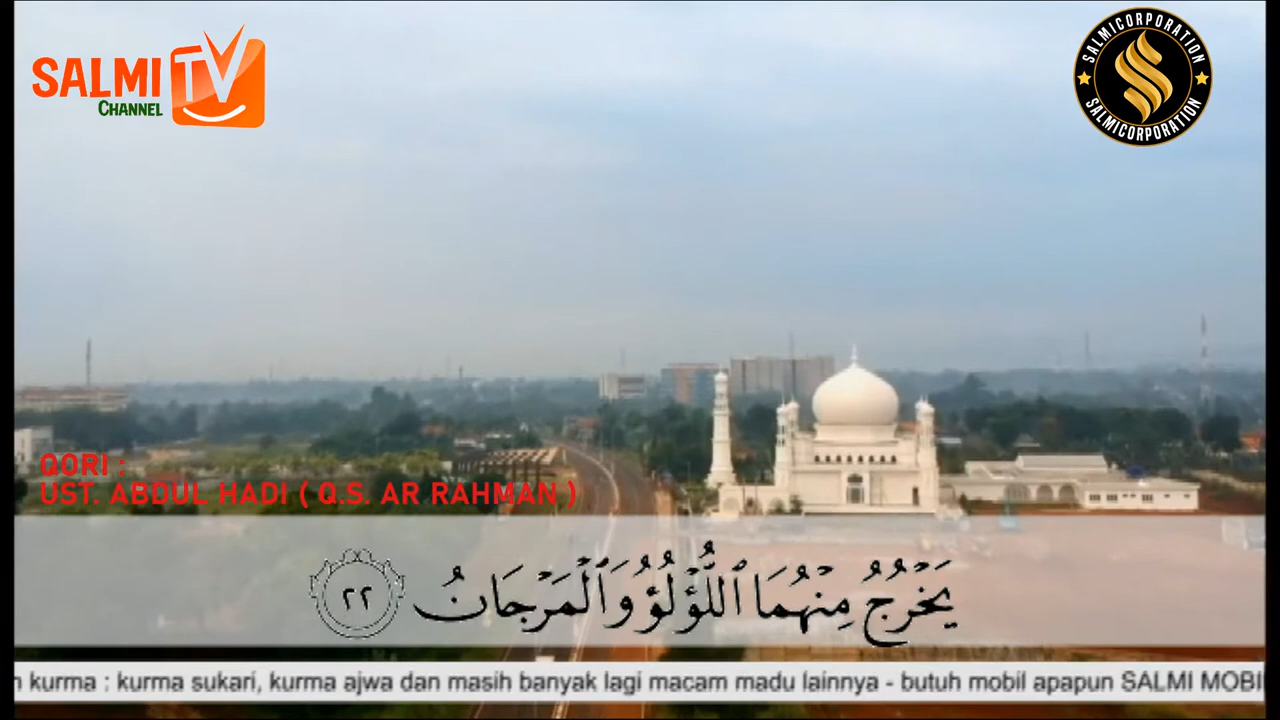 SALMI TV
CHANNEL
SALMICORPORATION
SALMICORPORATION
QORI :
UST. ABDUL HADI ( Q.S. AR RAHMAN )
يَخْرُجُ مِنْهُمَا ٱللُّؤْلُؤُ وَٱلْمَرْجَانُ ٢٢
kurma : kurma sukari, kurma ajwa dan masih banyak lagi macam madu lainnya - butuh mobil apapun SALMI